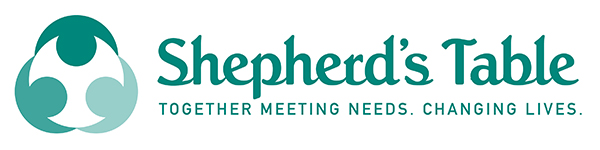 Shepherd's Table
TOGETHER MEETING NEEDS. CHANGING LIVES.